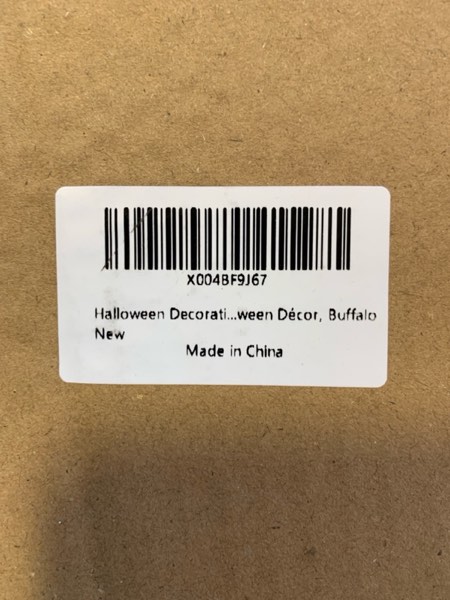 X004BF9J67
Halloween Decorati...ween Décor, Buffalo
New
Made in China